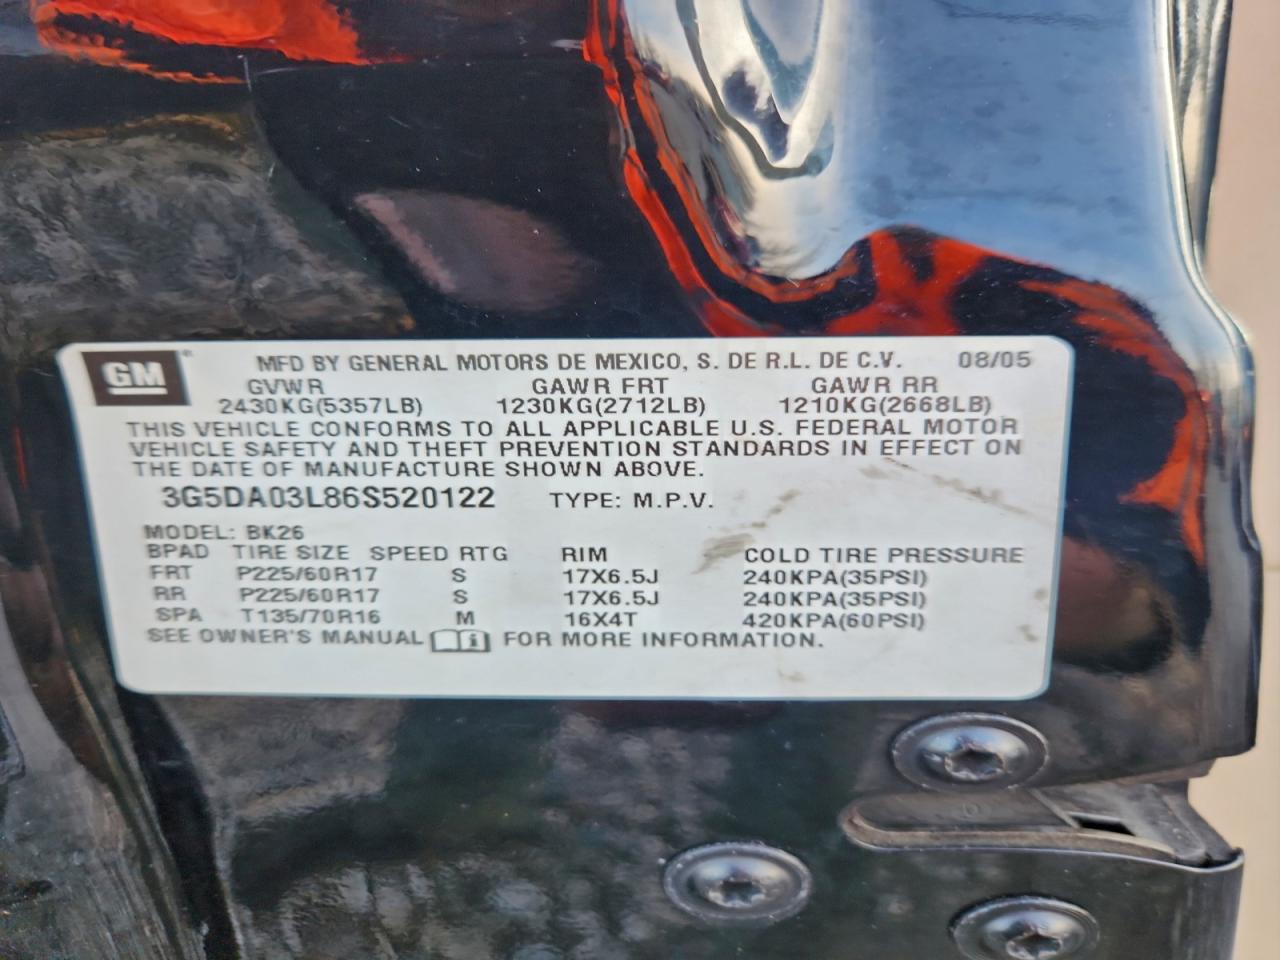 GM MFD BY GENERAL MOTORS DE MEXICO, S. DE R.L. DE C.V. 08/05
GVWR GAWR FRT GAWR RR
2430KG(5357LB) 1230KG(2712LB) 1210KG(2668LB)
THIS VEHICLE CONFORMS TO ALL APPLICABLE U.S. FEDERAL MOTOR
VEHICLE SAFETY AND THEFT PREVENTION STANDARDS IN EFFECT ON
THE DATE OF MANUFACTURE SHOWN ABOVE.
3G5DA03L86S520122 TYPE: M.P.V.
MODEL: BK26
BPAD TIRE SIZE SPEED RTG RIM COLD TIRE PRESSURE
FRT P225/60R17 S 17X6.5J 240KPA(35PSI)
RR P225/60R17 S 17X6.5J 240KPA(35PSI)
SPA T135/70R16 M 16X4T 420KPA(60PSI)
SEE OWNER'S MANUAL FOR MORE INFORMATION.